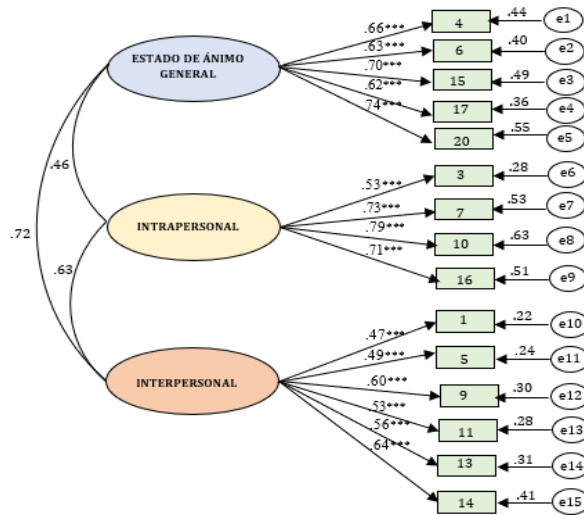 .66*** 4 .44 e1
.63*** 6 .40 e2
ESTADO DE ÁNIMO
GENERAL
.70*** 15 .49 e3
.62*** 17 .36 e4
.74*** 20 .55 e5
.46
.53*** 3 .28 e6
.73*** 7 .53 e7
INTRAPERSONAL
.72
.79*** 10 .63 e8
.63
.71*** 16 .51 e9
.47*** 1 .22 e10
.49*** 5 .24 e11
INTERPERSONAL
.60*** 9 .30 e12
.53*** 11 .28 e13
.56*** 13 .31 e14
.64*** 14 .41 e15